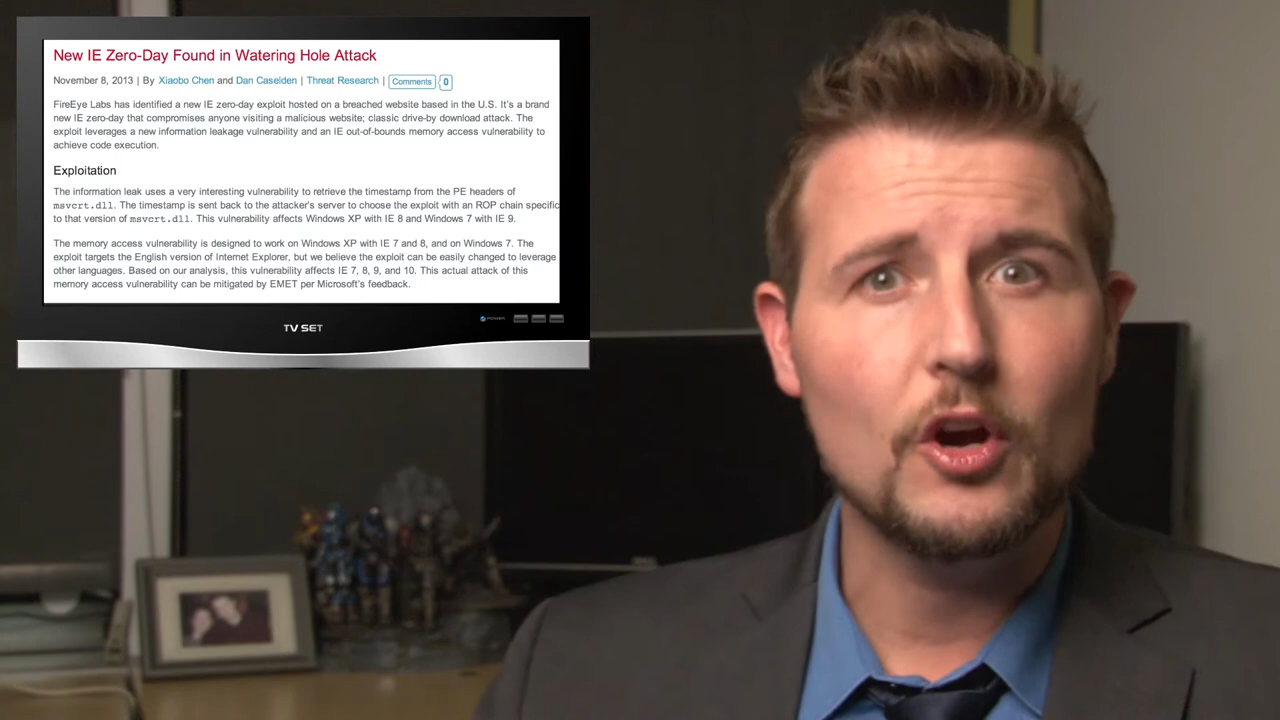 New IE Zero-Day Found in Watering Hole Attack
November 8, 2013 | By Xiaobo Chen and Dan Caselden | Threat Research | Comments 0
FireEye Labs has identified a new IE zero-day exploit hosted on a breached website based in the U.S. It's a brand
new IE zero-day that compromises anyone visiting a malicious website; classic drive-by download attack. The
exploit leverages a new information leakage vulnerability and an IE out-of-bounds memory access vulnerability to
achieve code execution.
Exploitation
The information leak uses a very interesting vulnerability to retrieve the timestamp from the PE headers of
msvcrt.dll. The timestamp is sent back to the attacker's server to choose the exploit with an ROP chain specific
to that version of msvcrt.dll. This vulnerability affects Windows XP with IE 8 and Windows 7 with IE 9.
The memory access vulnerability is designed to work on Windows XP with IE 7 and 8, and on Windows 7. The
exploit targets the English version of Internet Explorer, but we believe the exploit can be easily changed to leverage
other languages. Based on our analysis, this vulnerability affects IE 7, 8, 9, and 10. This actual attack of this
memory access vulnerability can be mitigated by EMET per Microsoft's feedback.
POWER
TV SET